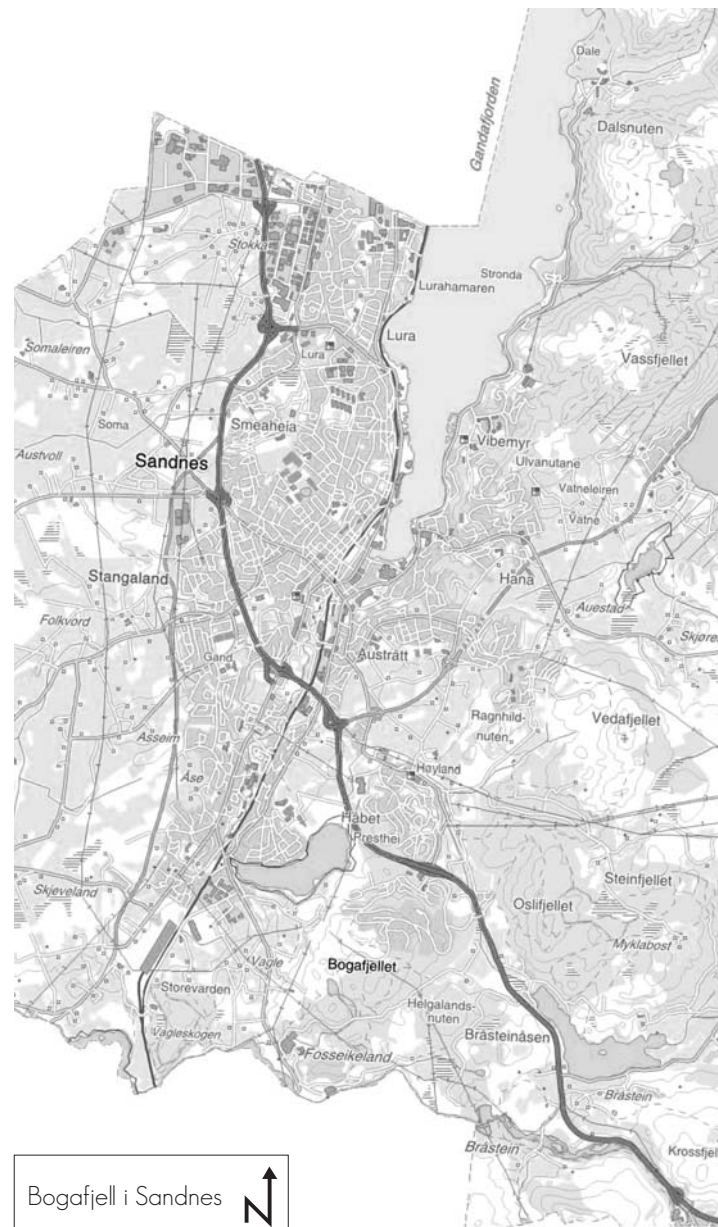 Dale
Gandafjorden
Dalsnuten
Stokka
Stronda
Lurahamaren
Lura
Somaleiren
Lura
Vassfjellet
Soma
Smeaheia
Vibemyr
Austvoll
Sandnes
Ulvanutane
Vatneleiren
Vatne
Stangaland
Hana
Auestad
Folkvord
Skjøren
Gand
Austrått
Ragnhild-
nuten
Vedafjellet
Asseim
Åse
Høyland
Håbet
Presthei
Steinfjellet
Skjeveland
Oslifjellet
Myklabost
Vagle
Bogafjellet
Storevarden
Helgalands-
nuten
Vagleskogen
Bråsteinåsen
Fosseikeland
Bråstein
Bråstein
Krossfjell
Bogafjell i Sandnes
N